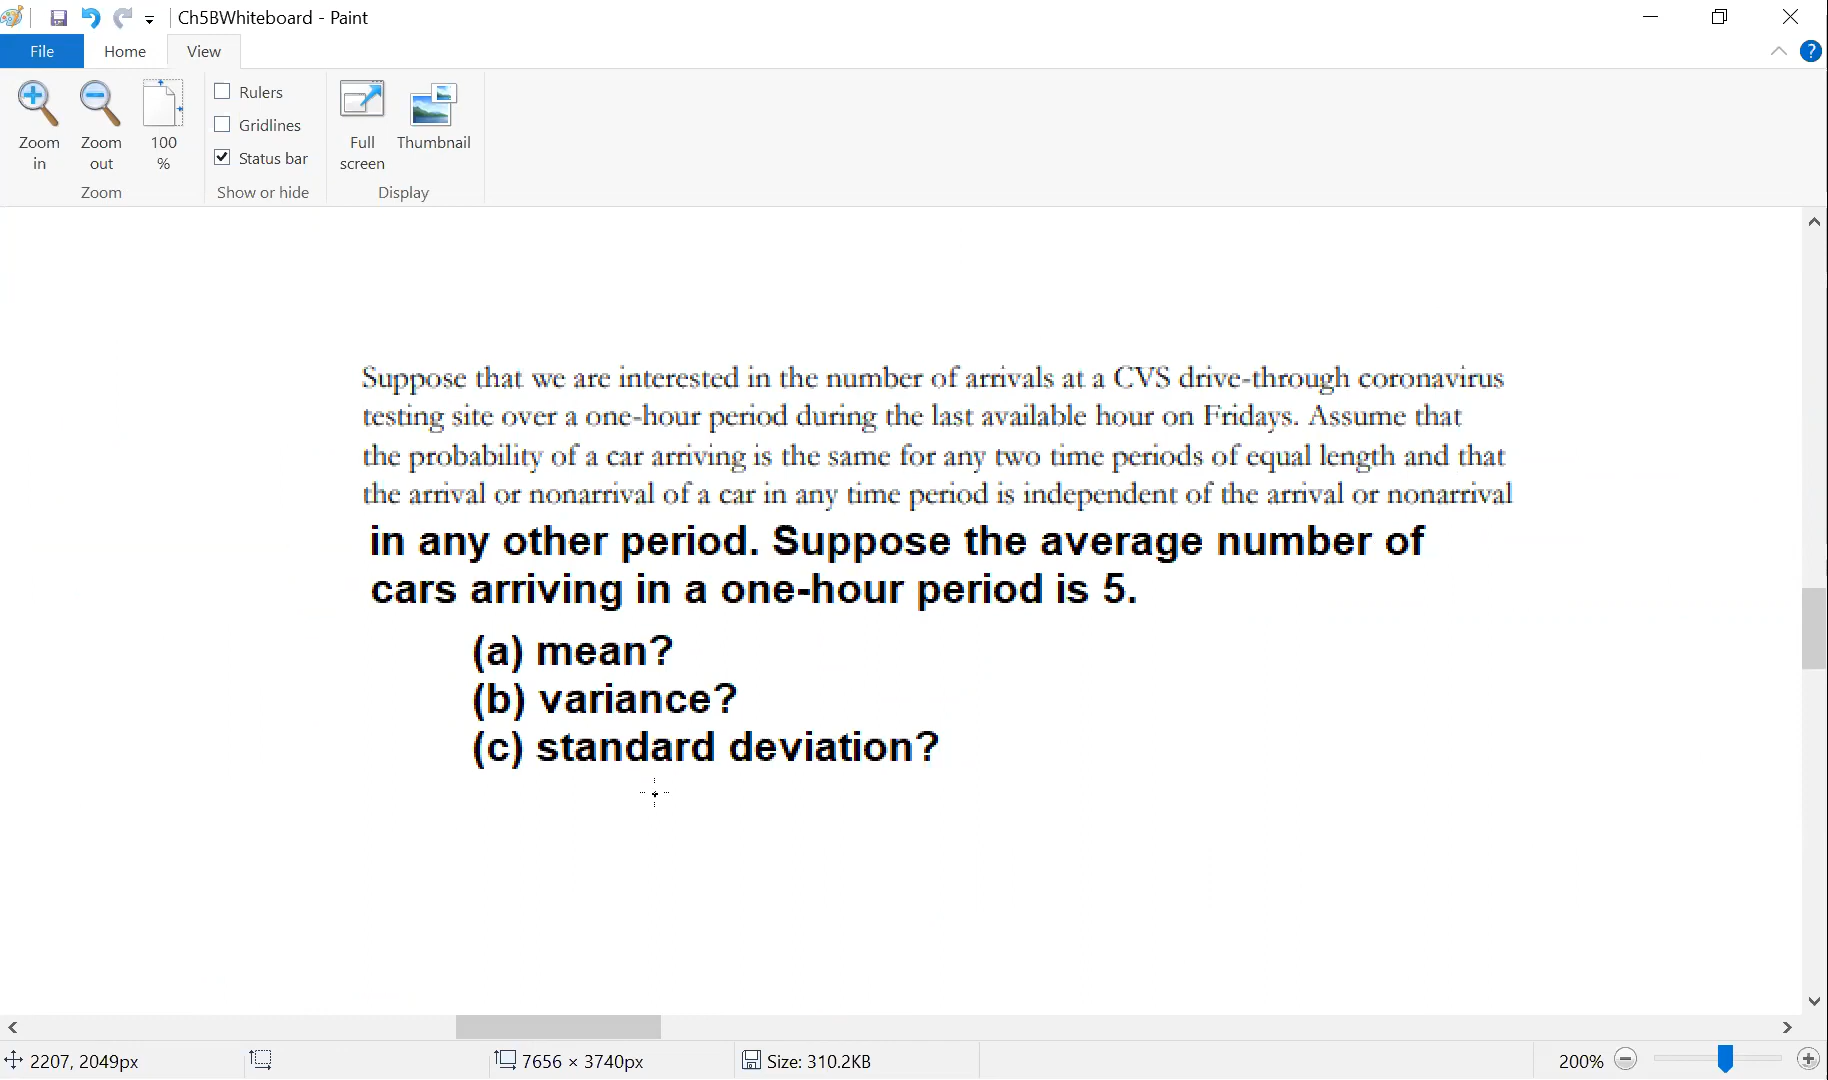 Ch5BWhiteboard - Paint
File Home View
Zoom in
Zoom out
100 %
Rulers
Gridlines
Status bar
Full screen
Thumbnail
Zoom
Show or hide
Display
Suppose that we are interested in the number of arrivals at a CVS drive-through coronavirus
testing site over a one-hour period during the last available hour on Fridays. Assume that
the probability of a car arriving is the same for any two time periods of equal length and that
the arrival or nonarrival of a car in any time period is independent of the arrival or nonarrival
in any other period. Suppose the average number of
cars arriving in a one-hour period is 5.
(a) mean?
(b) variance?
(c) standard deviation?
2207, 2049px
7656 × 3740px
Size: 310.2KB
200%